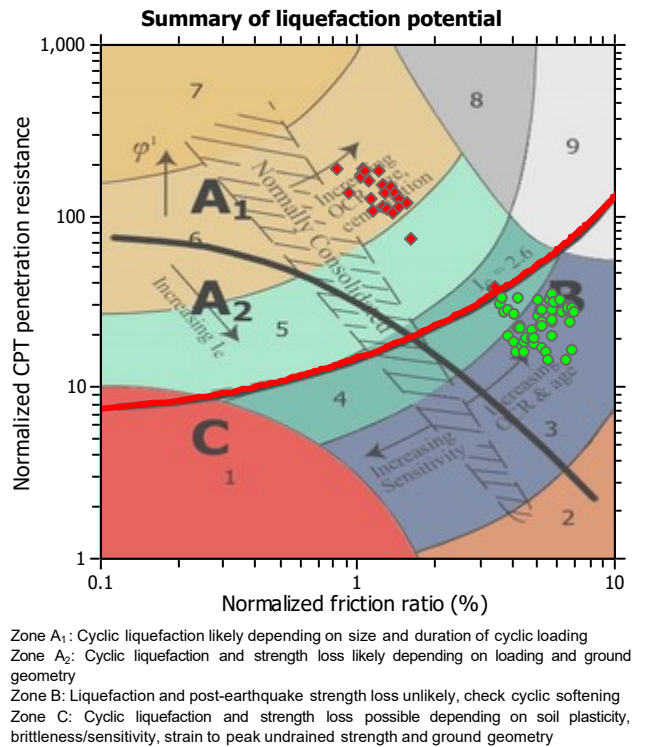 Summary of liquefaction potential
Normalized CPT penetration resistance
1,000
100
10
1
7
8
9
φ'
A1
Increasing
OCR, age,
cementation
Normally Consolidated
6
A2
Increasing Ic
5
Ic = 2.6
B
4
Increasing
OCR & age
3
C
1
Increasing
Sensitivity
2
0.1
1
10
Normalized friction ratio (%)
Zone A1: Cyclic liquefaction likely depending on size and duration of cyclic loading
Zone A2: Cyclic liquefaction and strength loss likely depending on loading and ground
geometry
Zone B: Liquefaction and post-earthquake strength loss unlikely, check cyclic softening
Zone C: Cyclic liquefaction and strength loss possible depending on soil plasticity,
brittleness/sensitivity, strain to peak undrained strength and ground geometry